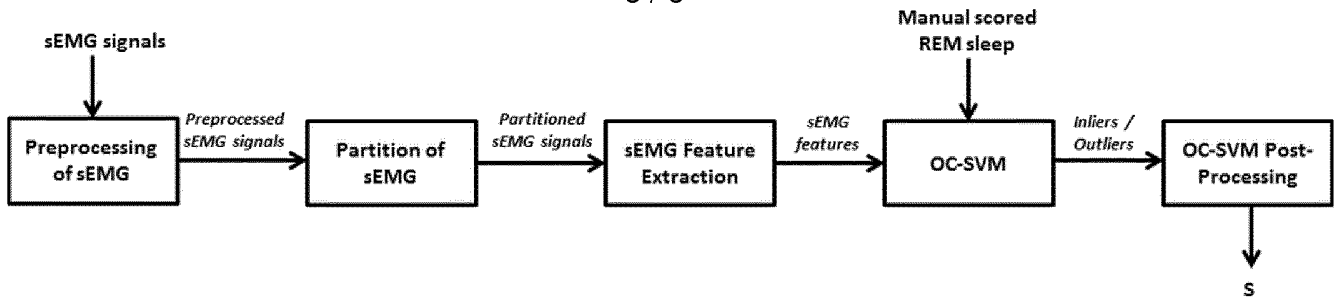 sEMG signals
Manual scored
REM sleep
Preprocessing
of sEMG
Preprocessed
sEMG signals
Partition of
sEMG
Partitioned
sEMG signals
sEMG Feature
Extraction
sEMG
features
OC-SVM
Inliers /
Outliers
OC-SVM Post-
Processing
S